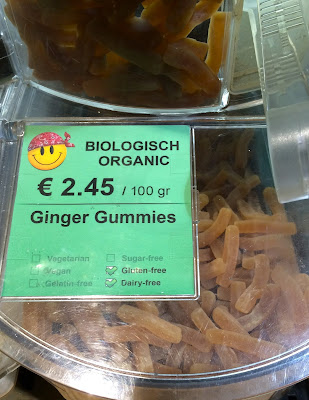 BIOLOGISCH
ORGANIC
€ 2.45 / 100 gr
Ginger Gummies
Vegetarian Sugar-free
Vegan Gluten-free
Gelatin-free Dairy-free